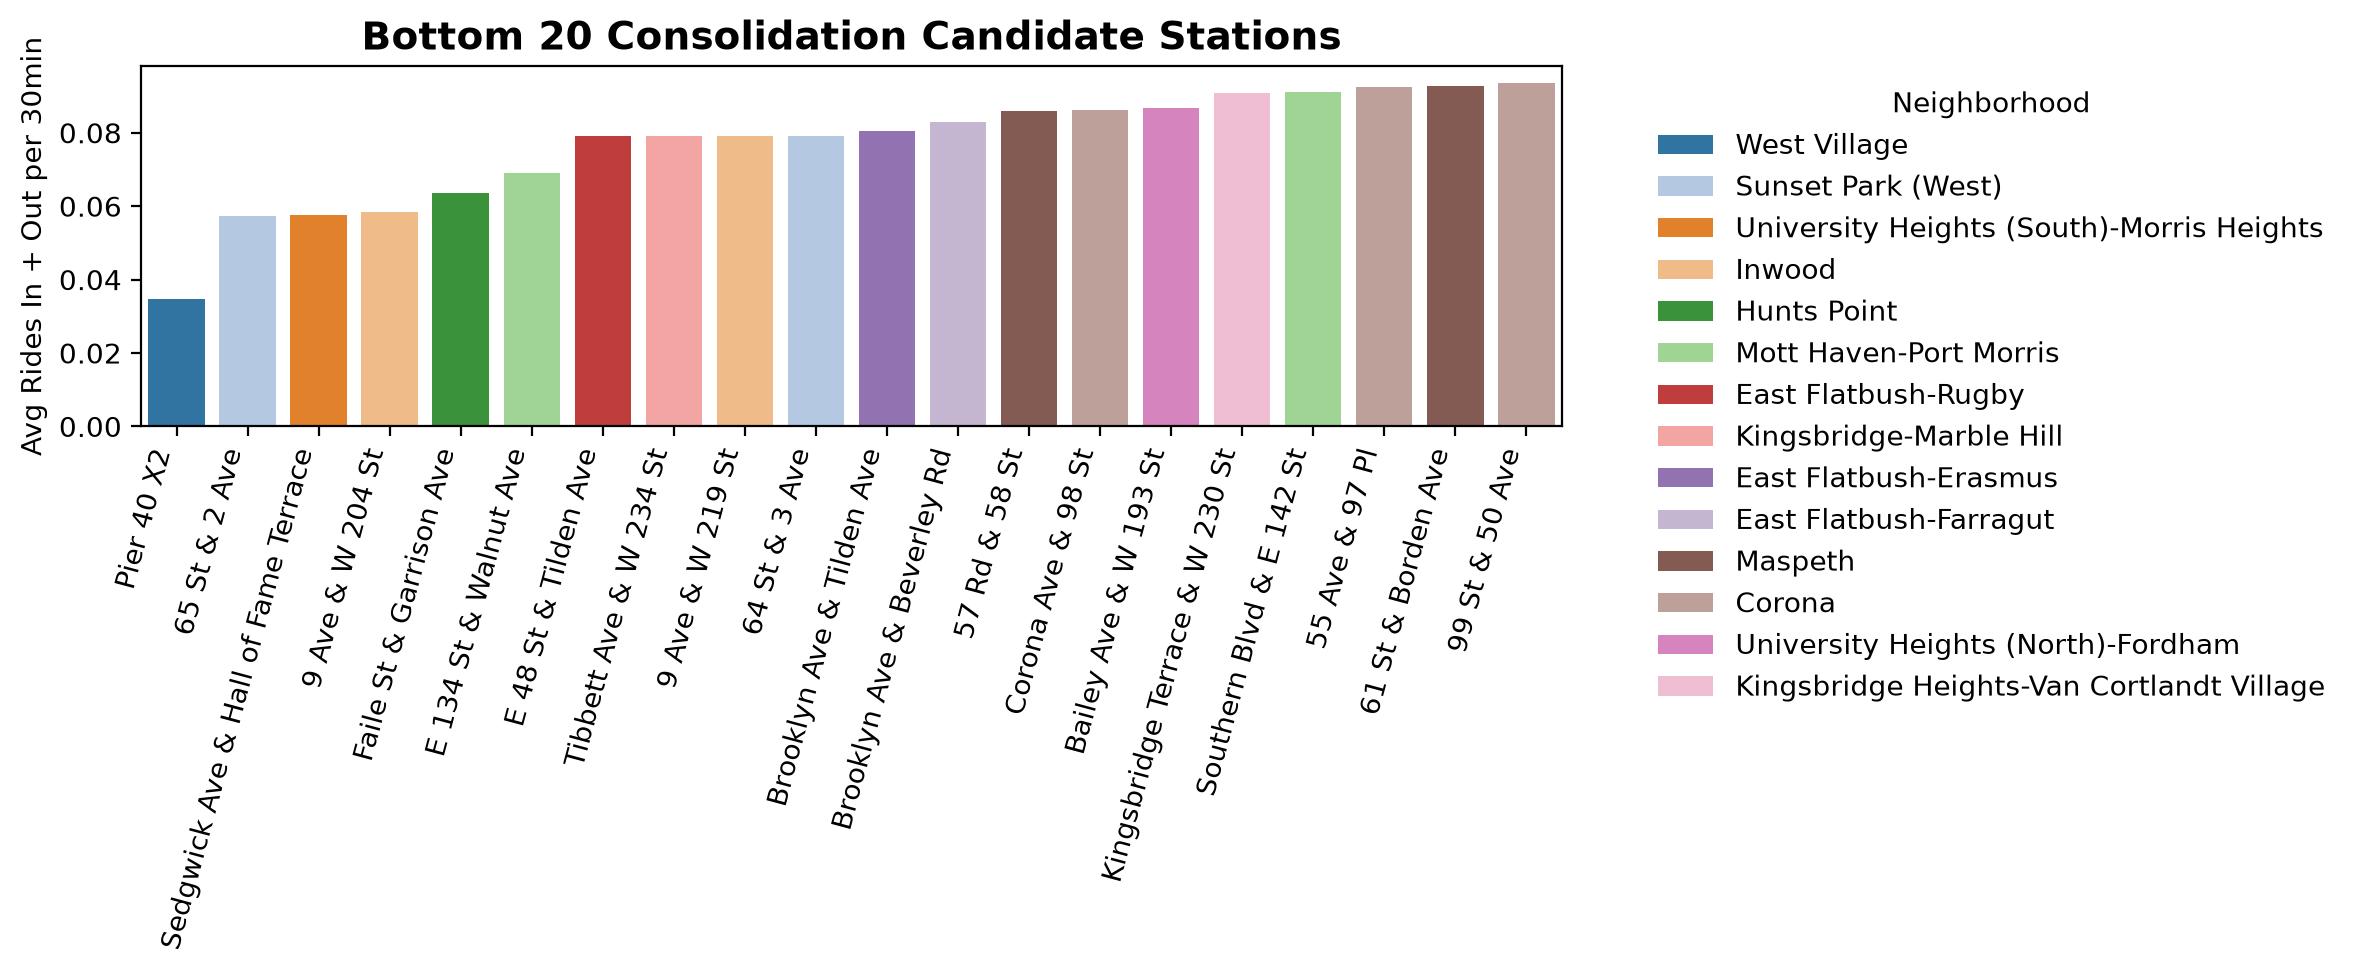 Bottom 20 Consolidation Candidate Stations
Avg Rides In + Out per 30min
0.08
0.06
0.04
0.02
0.00
Pier 40 X2
65 St & 2 Ave
Sedgwick Ave & Hall of Fame Terrace
9 Ave & W 204 St
Faile St & Garrison Ave
E 134 St & Walnut Ave
E 48 St & Tilden Ave
Tibbett Ave & W 234 St
9 Ave & W 219 St
64 St & 3 Ave
Brooklyn Ave & Tilden Ave
Brooklyn Ave & Beverley Rd
57 Rd & 58 St
Corona Ave & 98 St
Bailey Ave & W 193 St
Kingsbridge Terrace & W 230 St
Southern Blvd & E 142 St
55 Ave & 97 Pl
61 St & Borden Ave
99 St & 50 Ave
Neighborhood
West Village
Sunset Park (West)
University Heights (South)-Morris Heights
Inwood
Hunts Point
Mott Haven-Port Morris
East Flatbush-Rugby
Kingsbridge-Marble Hill
East Flatbush-Erasmus
East Flatbush-Farragut
Maspeth
Corona
University Heights (North)-Fordham
Kingsbridge Heights-Van Cortlandt Village